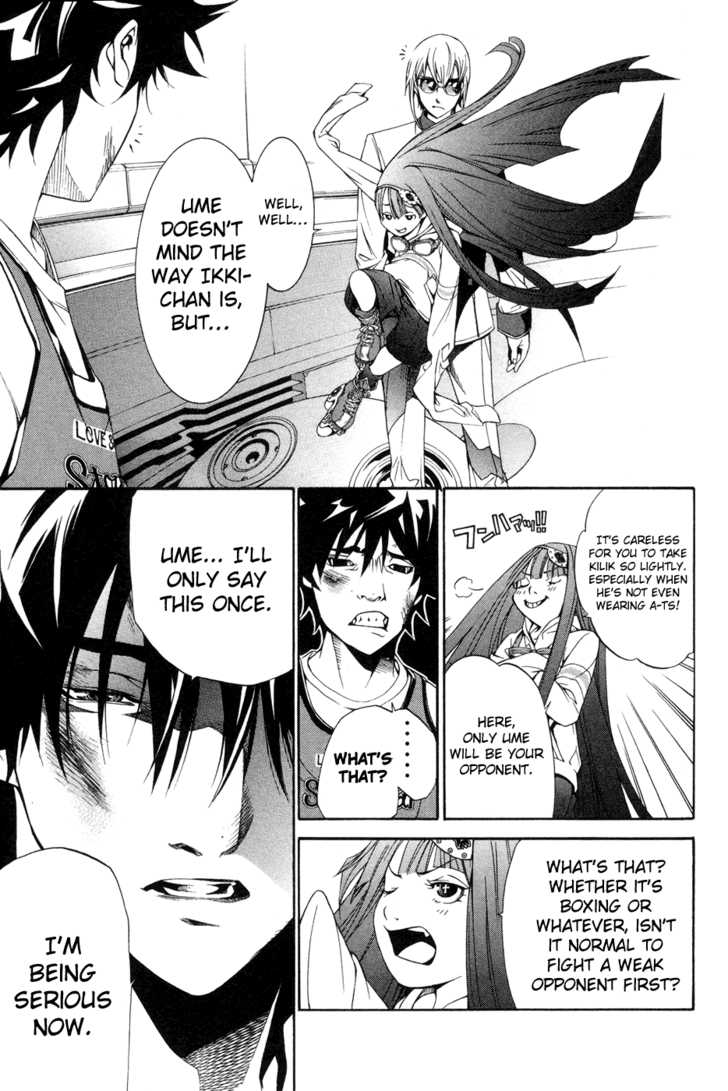 WELL,
WELL...
UME
DOESN'T
MIND THE
WAY IKKI-
CHAN IS,
BUT...
LOVE S
フンハァッ!!
IT'S CARELESS
FOR YOU TO TAKE
KILIK SO LIGHTLY.
ESPECIALLY WHEN
HE'S NOT EVEN
WEARING A-TS!
HERE,
ONLY UME
WILL BE YOUR
OPPONENT.
......
WHAT'S
THAT?
WHAT'S THAT?
WHETHER IT'S
BOXING OR
WHATEVER, ISN'T
IT NORMAL TO
FIGHT A WEAK
OPPONENT FIRST?
UME... I'LL
ONLY SAY
THIS ONCE.
I'M
BEING
SERIOUS
NOW.